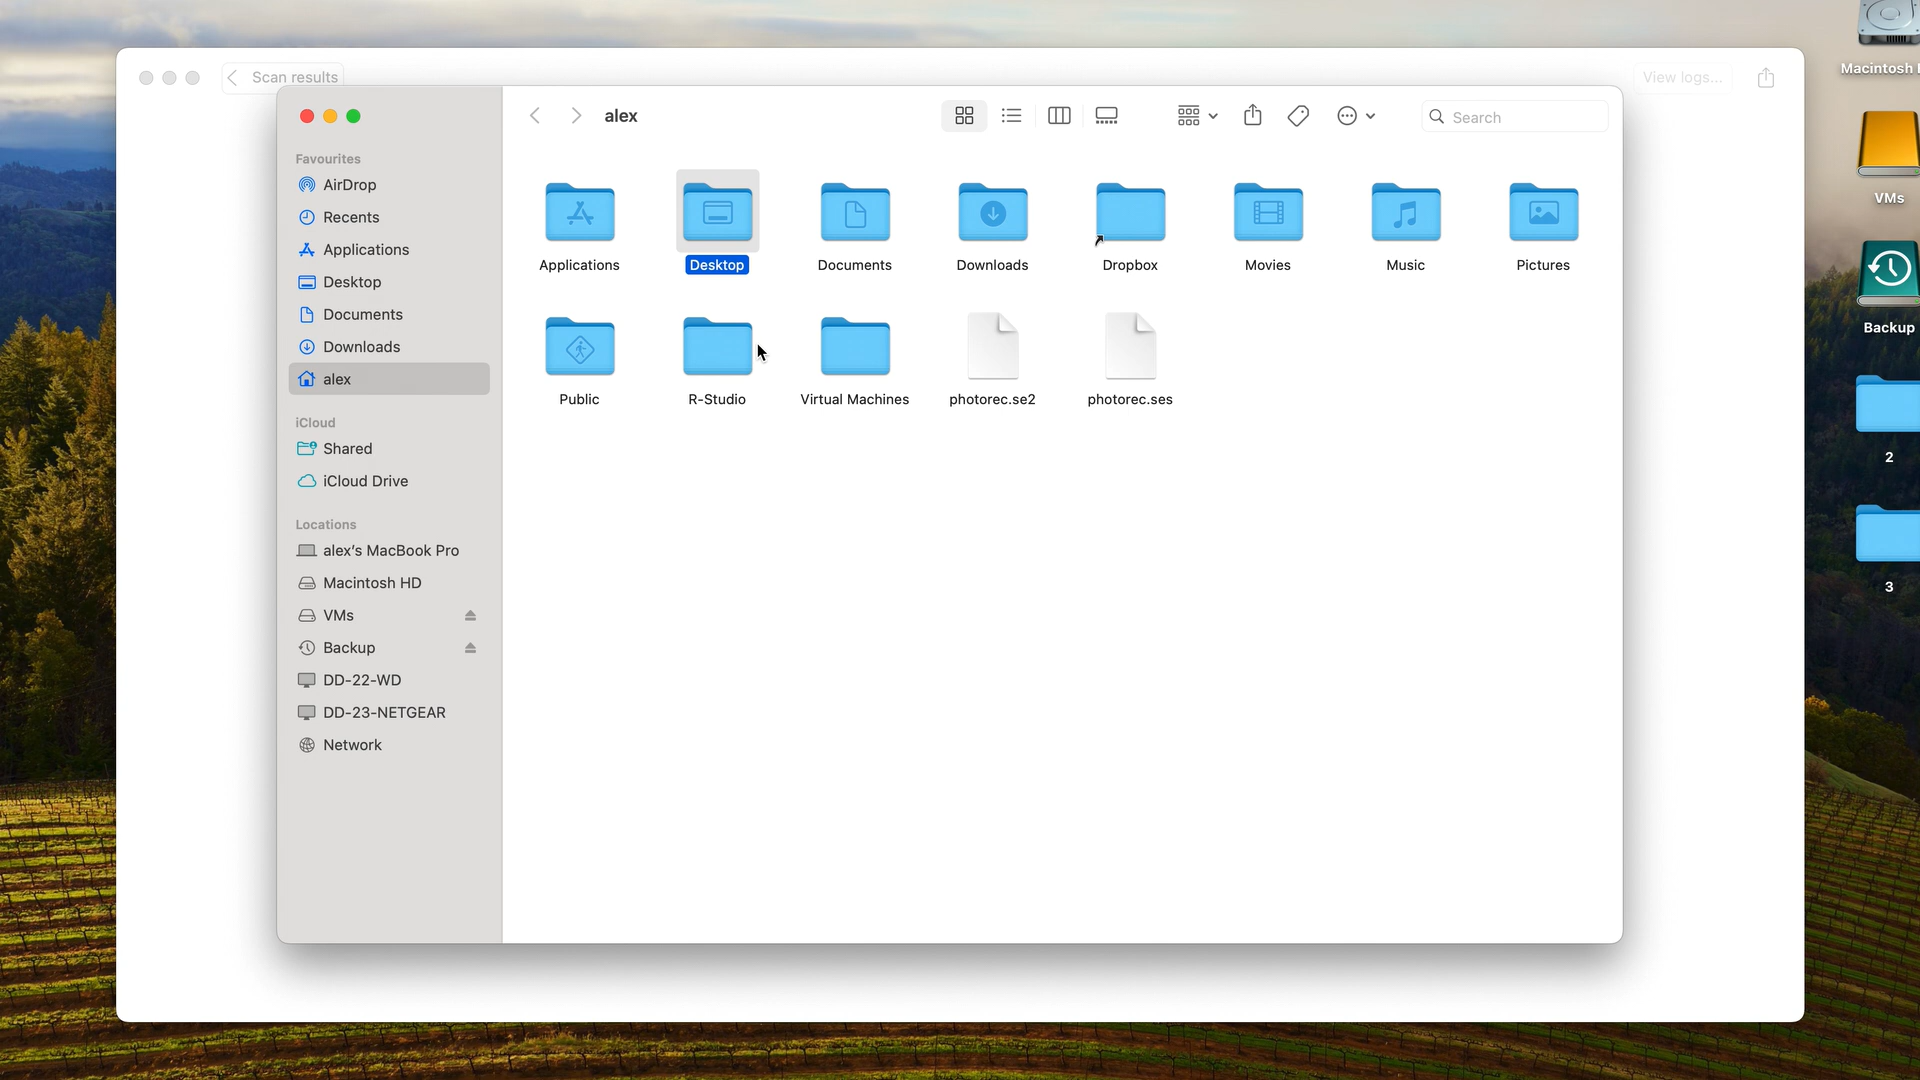 Scan results
View logs...
alex
Search
Favourites
AirDrop
Recents
Applications
Desktop
Documents
Downloads
alex
iCloud
Shared
iCloud Drive
Locations
alex's MacBook Pro
Macintosh HD
VMs
Backup
DD-22-WD
DD-23-NETGEAR
Network
Applications
Desktop
Documents
Downloads
Dropbox
Movies
Music
Pictures
Public
R-Studio
Virtual Machines
photorec.se2
photorec.ses
Macintosh
VMs
Backup
2
3